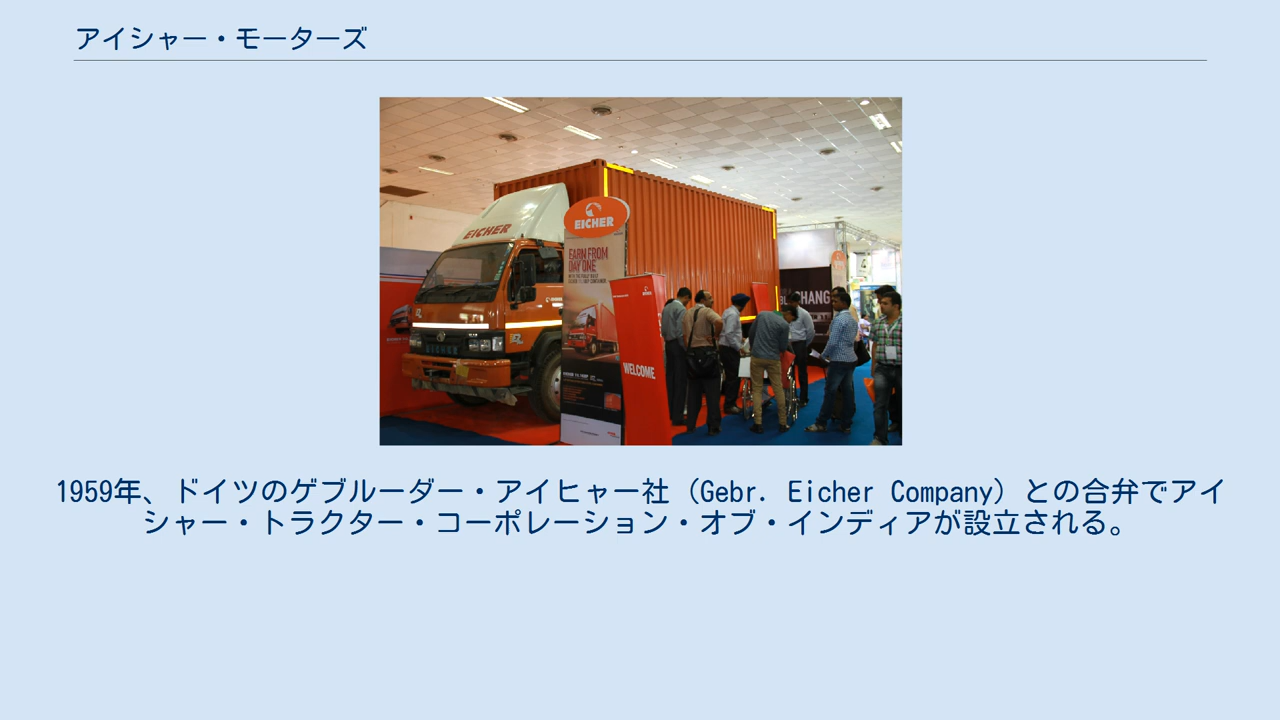 アイシャー・モーターズ
EICHER
EICHER
EARN FROM
DAY ONE
WELCOME
CHANG
EICHER
1959年、ドイツのゲブルーダー・アイヒャー社（Gebr. Eicher Company）との合弁でアイ
シャー・トラクター・コーポレーション・オブ・インディアが設立される。